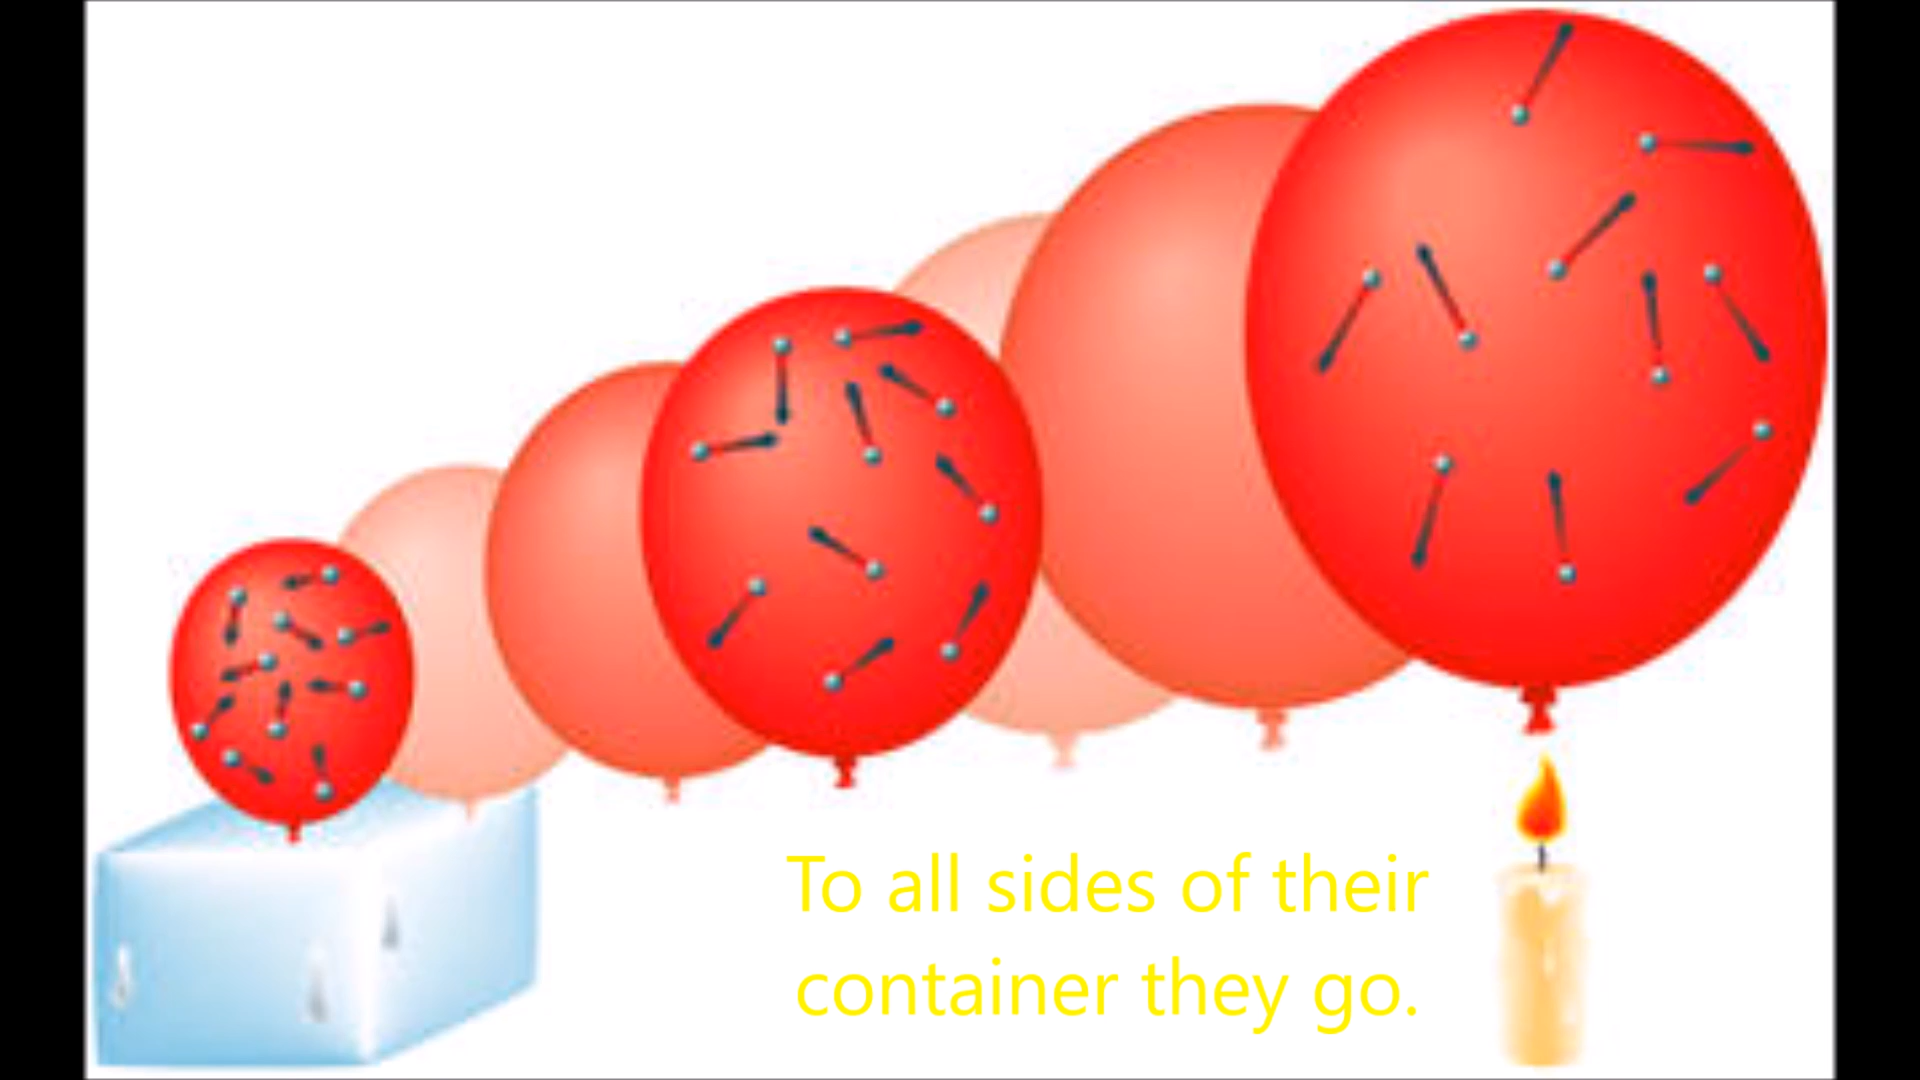 To all sides of their
container they go.